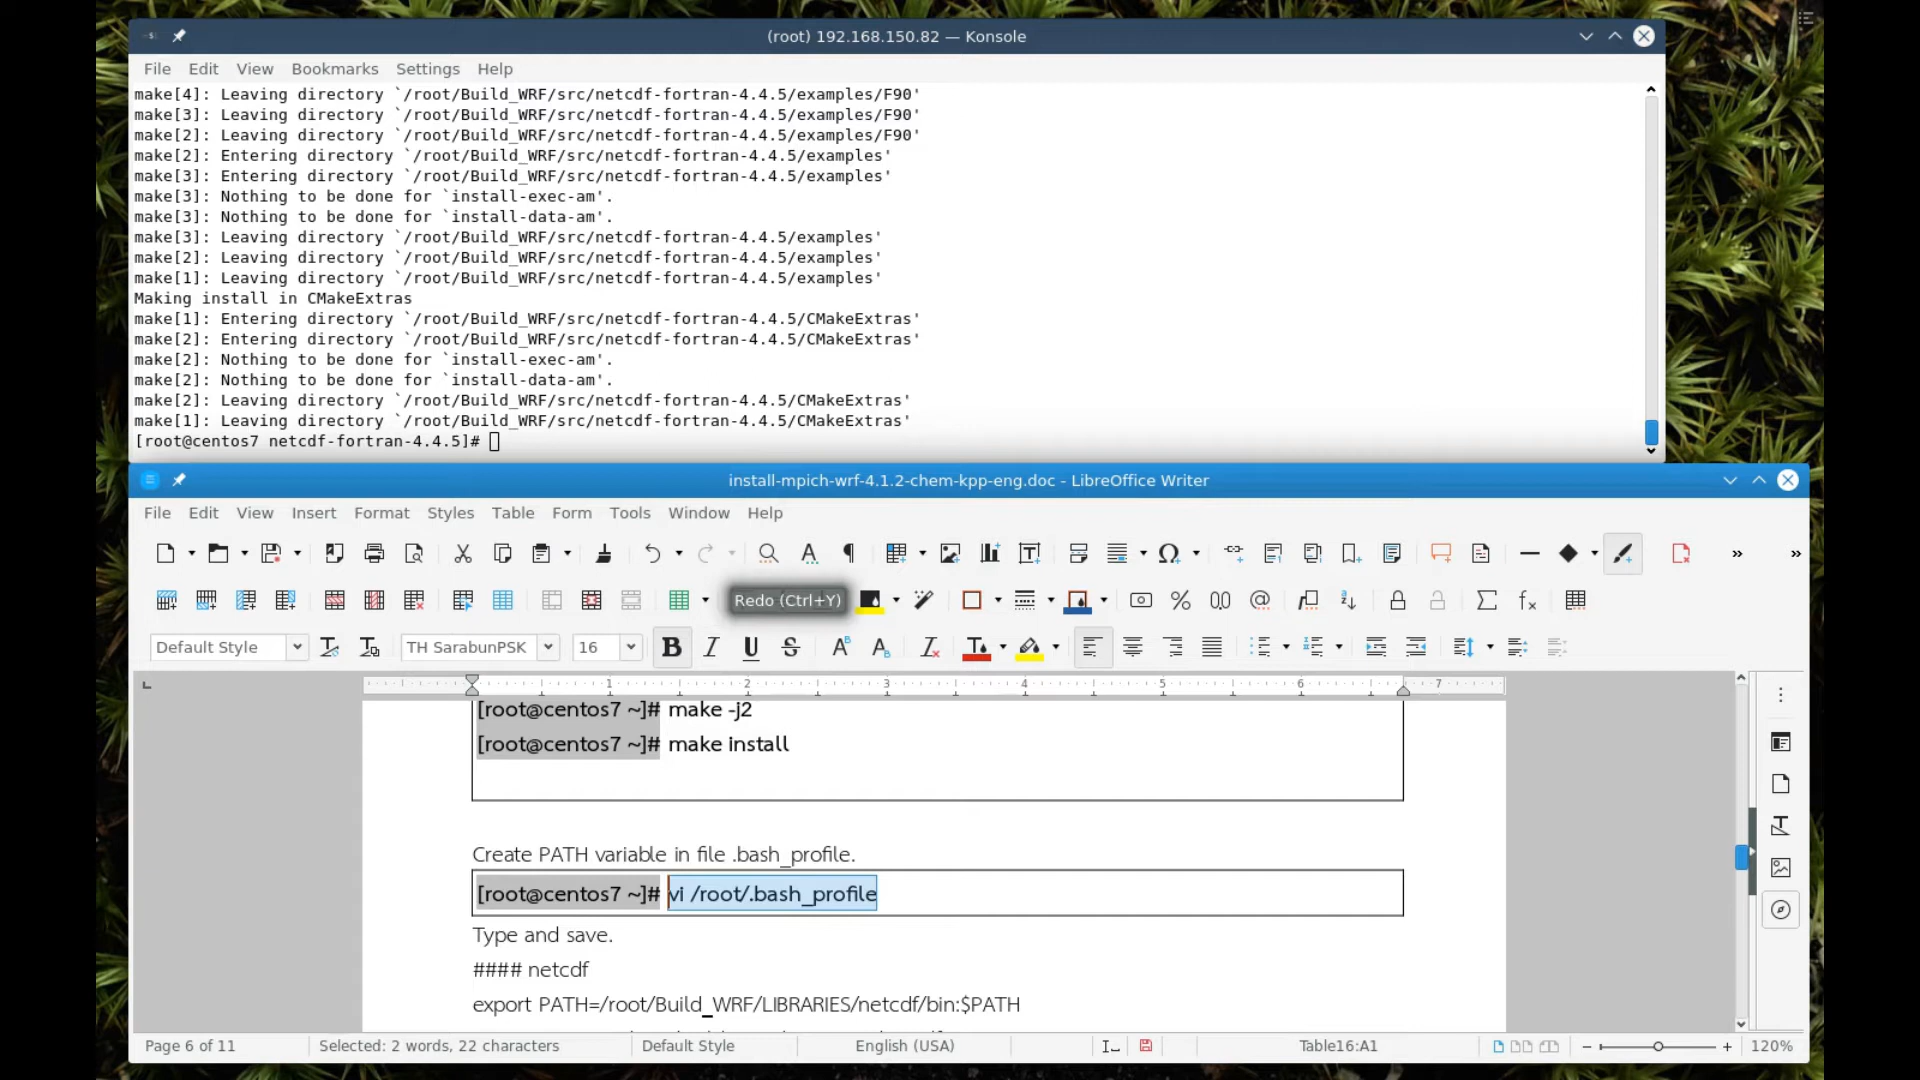 (root) 192.168.150.82 — Konsole
File Edit View Bookmarks Settings Help
make[4]: Leaving directory `/root/Build_WRF/src/netcdf-fortran-4.4.5/examples/F90'
make[3]: Leaving directory `/root/Build_WRF/src/netcdf-fortran-4.4.5/examples/F90'
make[2]: Leaving directory `/root/Build_WRF/src/netcdf-fortran-4.4.5/examples/F90'
make[2]: Entering directory `/root/Build_WRF/src/netcdf-fortran-4.4.5/examples'
make[3]: Entering directory `/root/Build_WRF/src/netcdf-fortran-4.4.5/examples'
make[3]: Nothing to be done for `install-exec-am'.
make[3]: Nothing to be done for `install-data-am'.
make[3]: Leaving directory `/root/Build_WRF/src/netcdf-fortran-4.4.5/examples'
make[2]: Leaving directory `/root/Build_WRF/src/netcdf-fortran-4.4.5/examples'
make[1]: Leaving directory `/root/Build_WRF/src/netcdf-fortran-4.4.5/examples'
Making install in CMakeExtras
make[1]: Entering directory `/root/Build_WRF/src/netcdf-fortran-4.4.5/CMakeExtras'
make[2]: Entering directory `/root/Build_WRF/src/netcdf-fortran-4.4.5/CMakeExtras'
make[2]: Nothing to be done for `install-exec-am'.
make[2]: Nothing to be done for `install-data-am'.
make[2]: Leaving directory `/root/Build_WRF/src/netcdf-fortran-4.4.5/CMakeExtras'
make[1]: Leaving directory `/root/Build_WRF/src/netcdf-fortran-4.4.5/CMakeExtras'
[root@centos7 netcdf-fortran-4.4.5]#
install-mpich-wrf-4.1.2-chem-kpp-eng.doc - LibreOffice Writer
File Edit View Insert Format Styles Table Form Tools Window Help
Redo (Ctrl+Y)
Default Style TH SarabunPSK 16
1 2 3 4 5 6 7
[root@centos7 ~]# make -j2
[root@centos7 ~]# make install
Create PATH variable in file .bash_profile.
[root@centos7 ~]# vi /root/.bash_profile
Type and save.
#### netcdf
export PATH=/root/Build_WRF/LIBRARIES/netcdf/bin:$PATH
Page 6 of 11 Selected: 2 words, 22 characters Default Style English (USA) Table16:A1 120%